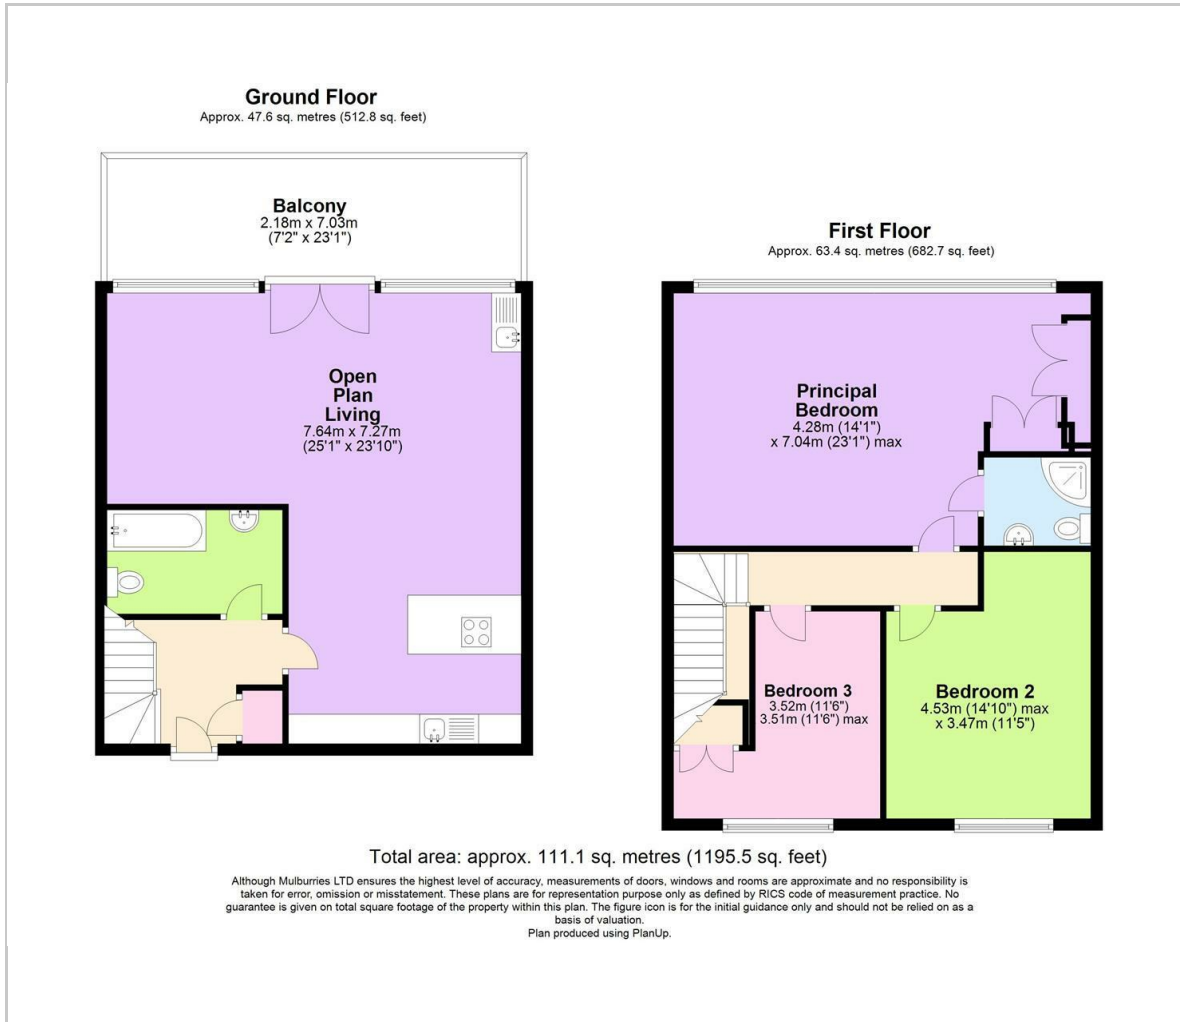 Ground Floor
Approx. 47.6 sq. metres (512.8 sq. feet)
Balcony
2.18m x 7.03m
(7'2" x 23'1")
Open
Plan
Living
7.64m x 7.27m
(25'1" x 23'10")
First Floor
Approx. 63.4 sq. metres (682.7 sq. feet)
Principal
Bedroom
4.28m (14'1")
x 7.04m (23'1") max
Bedroom 3
3.52m (11'6")
3.51m (11'6") max
Bedroom 2
4.53m (14'10") max
x 3.47m (11'5")
Total area: approx. 111.1 sq. metres (1195.5 sq. feet)
Although Mulburries LTD ensures the highest level of accuracy, measurements of doors, windows and rooms are approximate and no responsibility is
taken for error, omission or misstatement. These plans are for representation purpose only as defined by RICS code of measurement practice. No
guarantee is given on total square footage of the property within this plan. The figure icon is for the initial guidance only and should not be relied on as a
basis of valuation.
Plan produced using PlanUp.